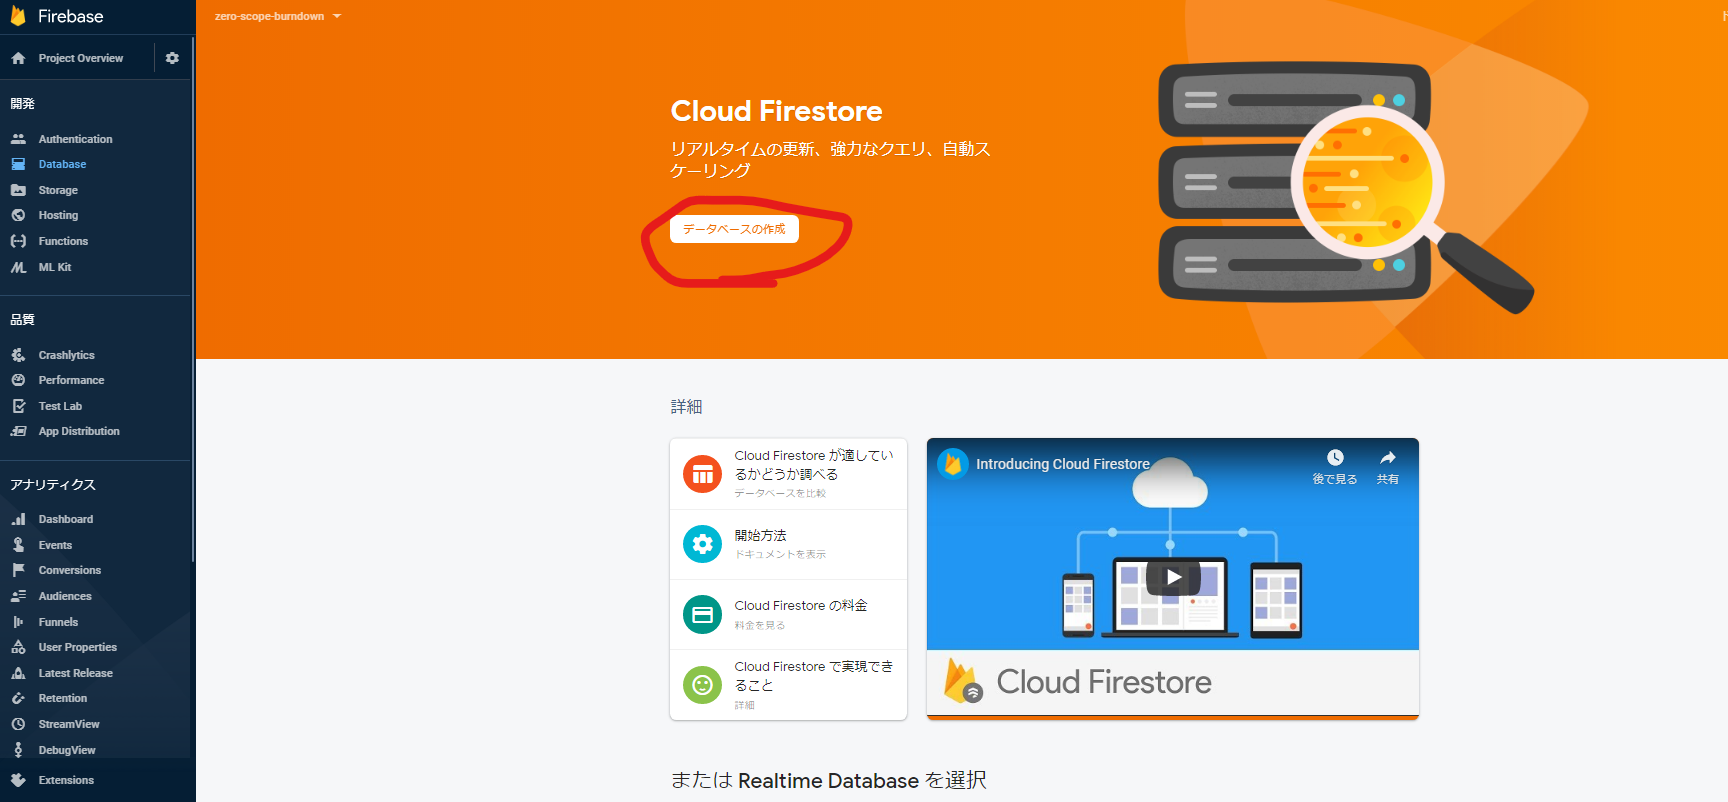 Firebase
Project Overview
開発
Authentication
Database
Storage
Hosting
Functions
ML Kit
品質
Crashlytics
Performance
Test Lab
App Distribution
アナリティクス
Dashboard
Events
Conversions
Audiences
Funnels
User Properties
Latest Release
Retention
StreamView
DebugView
Extensions
zero-scope-burndown
Cloud Firestore
リアルタイムの更新、強力なクエリ、自動ス
ケーリング
データベースの作成
詳細
Cloud Firestore が適してい
るかどうか調べる
データベースを比較
開始方法
ドキュメントを表示
Cloud Firestore の料金
料金を見る
Cloud Firestore で実現でき
ること
詳細
Introducing Cloud Firestore
後で見る
共有
Cloud Firestore
または Realtime Database を選択